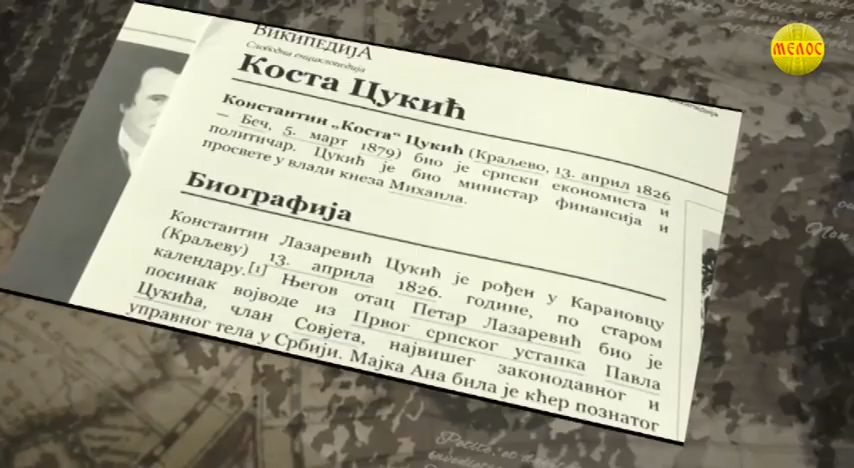 МЕЛОС
ВИКИПЕДИЈА
Слободна енциклопедија
Коста Цукић
Константин „Коста“ Цукић (Краљево, 13. април 1826
– Беч, 5. март 1879) био је српски економиста и
политичар. Цукић је био министар финансија и
просвете у влади кнеза Михаила.
Биографија
Константин Лазаревић Цукић је рођен у Карановцу
(Краљеву) 13. априла 1826. године, по старом
календару.[1] Његов отац Петар Лазаревић био је
посинак војводе из Првог српског устанка Павла
Цукића, члан Совјета, највишег законодавног и
управног тела у Србији. Мајка Ана била је кћер познатог